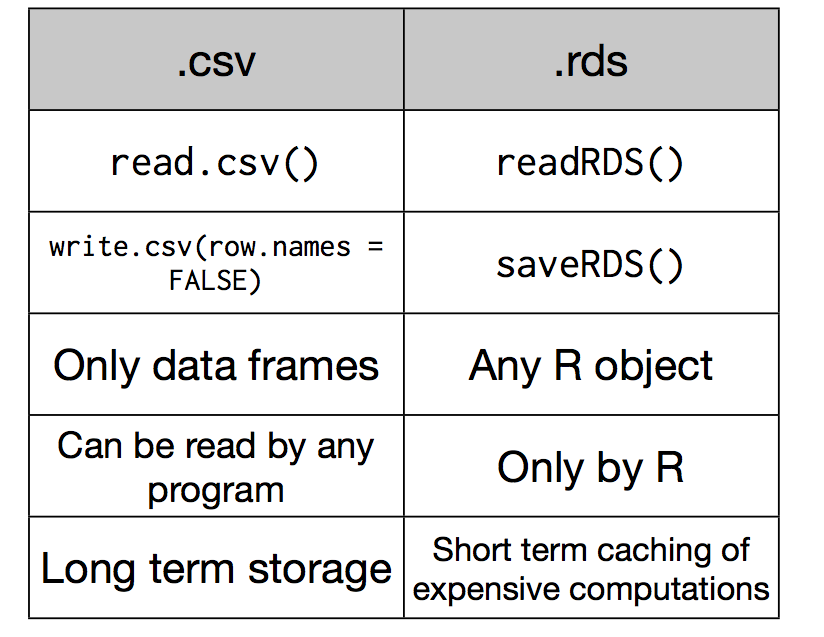 .csv
.rds
read.csv()
readRDS()
write.csv(row.names =
FALSE)
saveRDS()
Only data frames
Any R object
Can be read by any
program
Only by R
Long term storage
Short term caching of
expensive computations